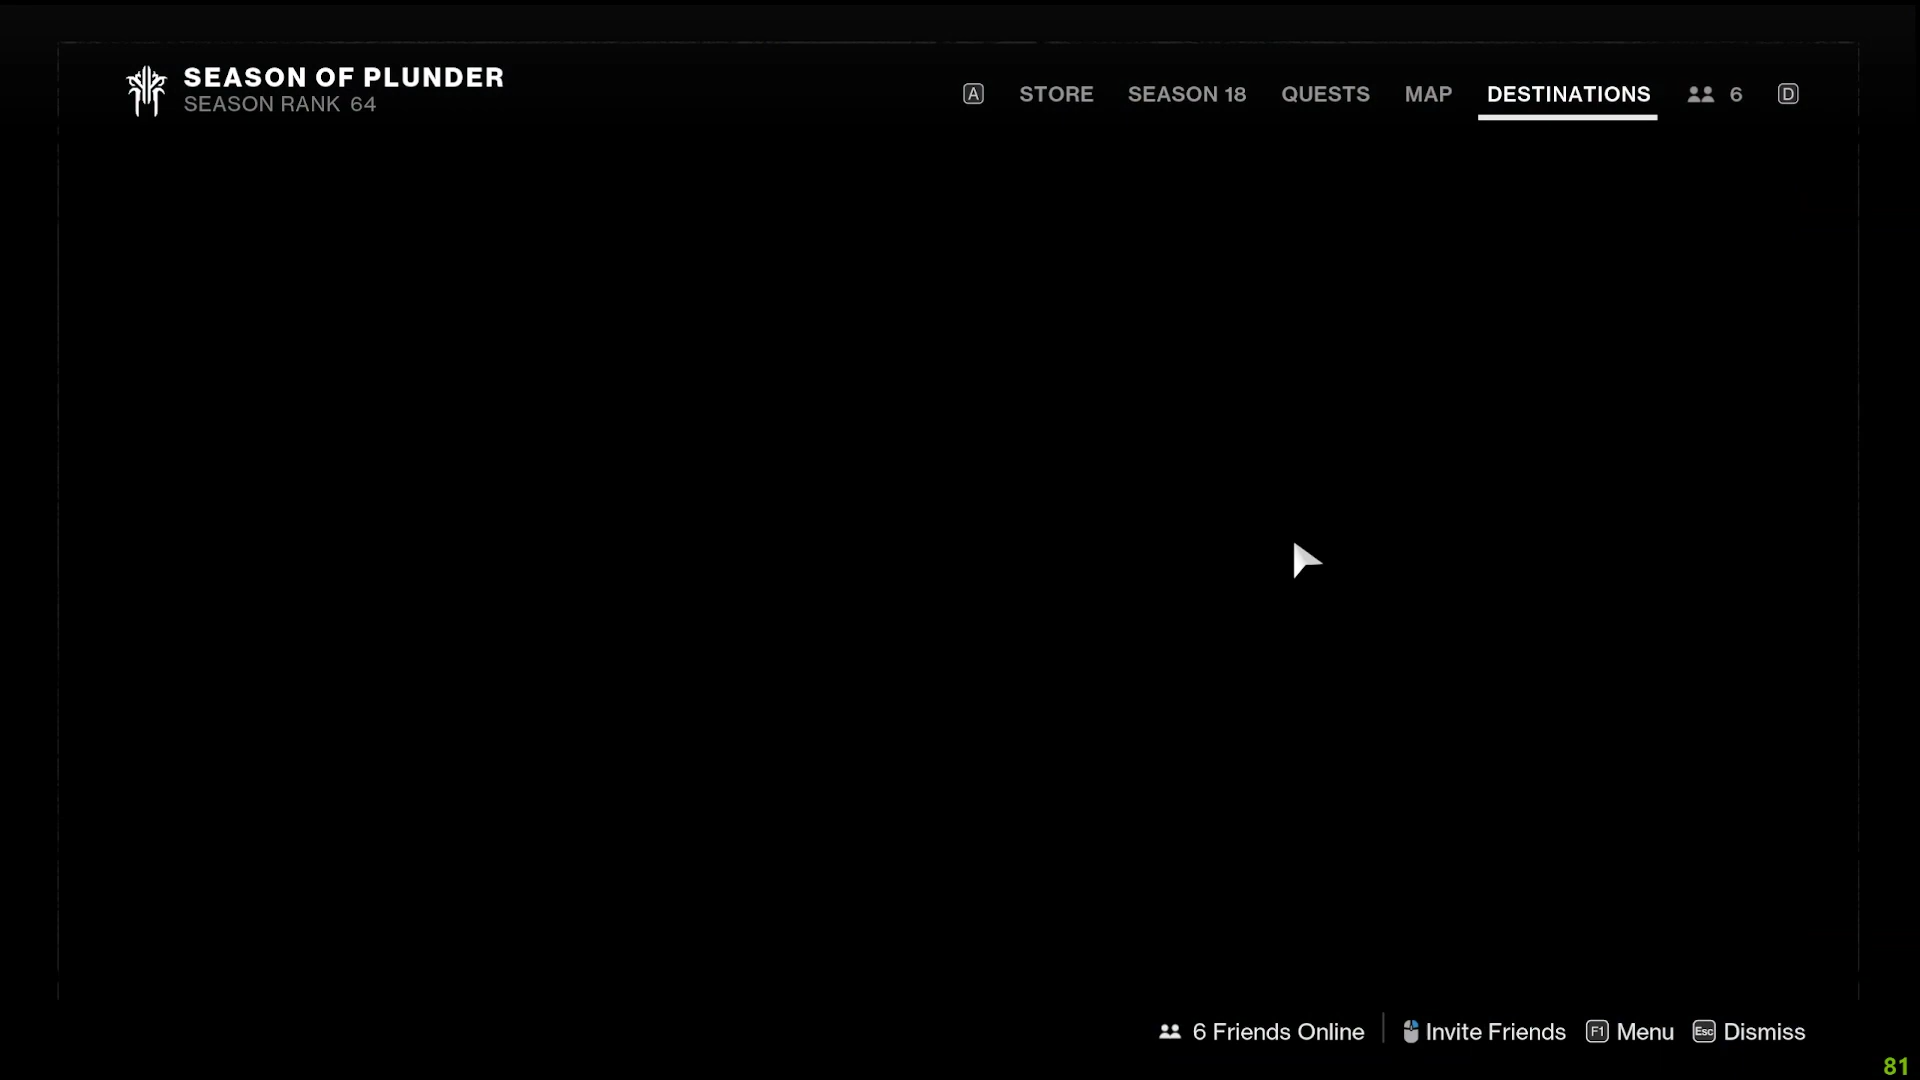 SEASON OF PLUNDER
SEASON RANK 64
A STORE SEASON 18 QUESTS MAP DESTINATIONS 6 D
6 Friends Online Invite Friends F1 Menu Esc Dismiss
81